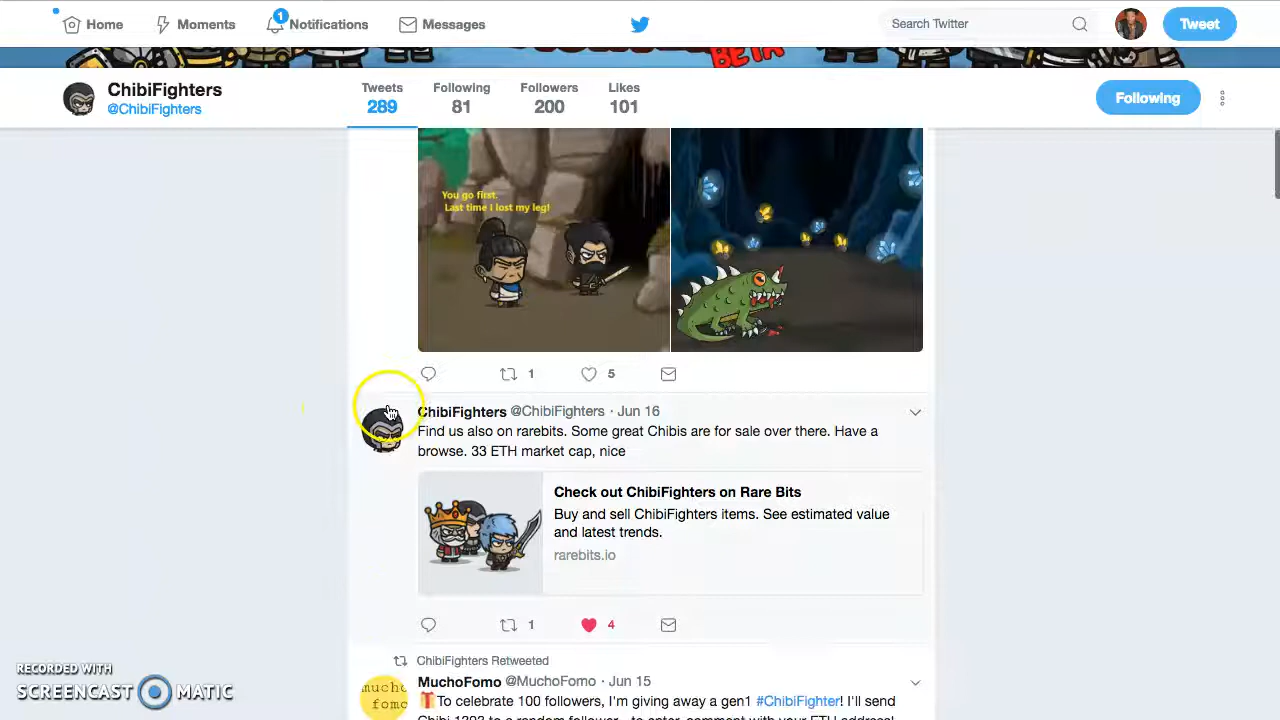 Home
Moments
1
Notifications
Messages
Search Twitter
Tweet
BETA
ChibiFighters
@ChibiFighters
Tweets
289
Following
81
Followers
200
Likes
101
Following
You go first.
Last time I lost my leg!
1
5
ChibiFighters @ChibiFighters · Jun 16
Find us also on rarebits. Some great Chibis are for sale over there. Have a
browse. 33 ETH market cap, nice
Check out ChibiFighters on Rare Bits
Buy and sell ChibiFighters items. See estimated value
and latest trends.
rarebits.io
1
4
ChibiFighters Retweeted
mucho
fomo
MuchoFomo @MuchoFomo · Jun 15
To celebrate 100 followers, I'm giving away a gen1 #ChibiFighter! I'll send
RECORDED WITH
SCREENCAST MATIC